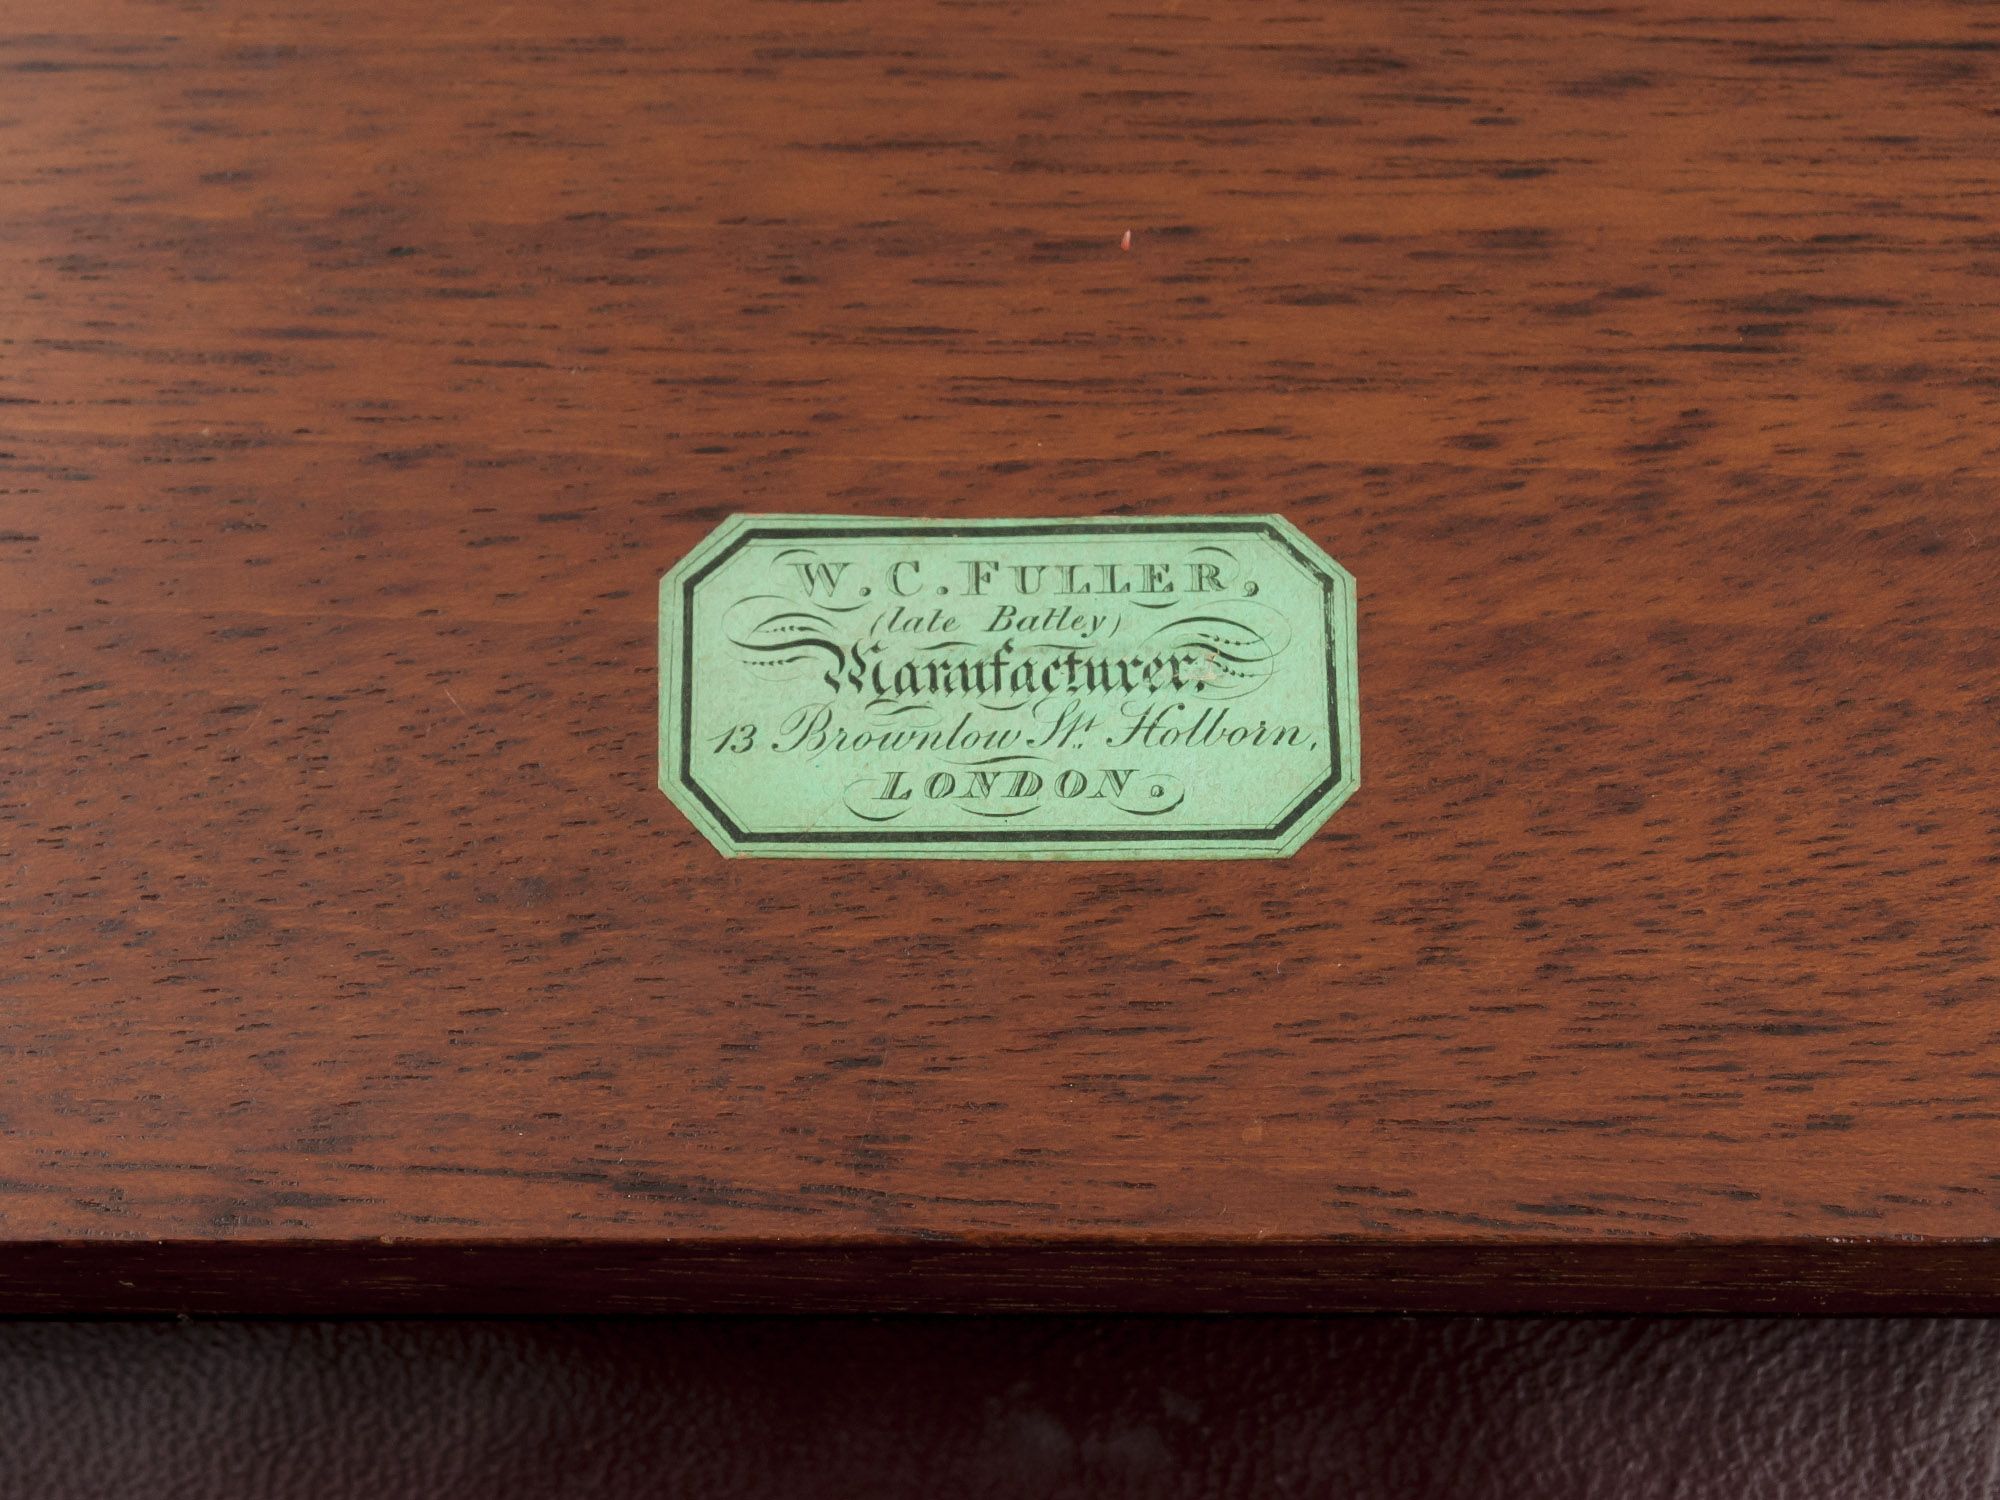 W. C. FULLER,
(late Batley)
Manufacturer.
13 Brownlow St. Holborn,
LONDON.